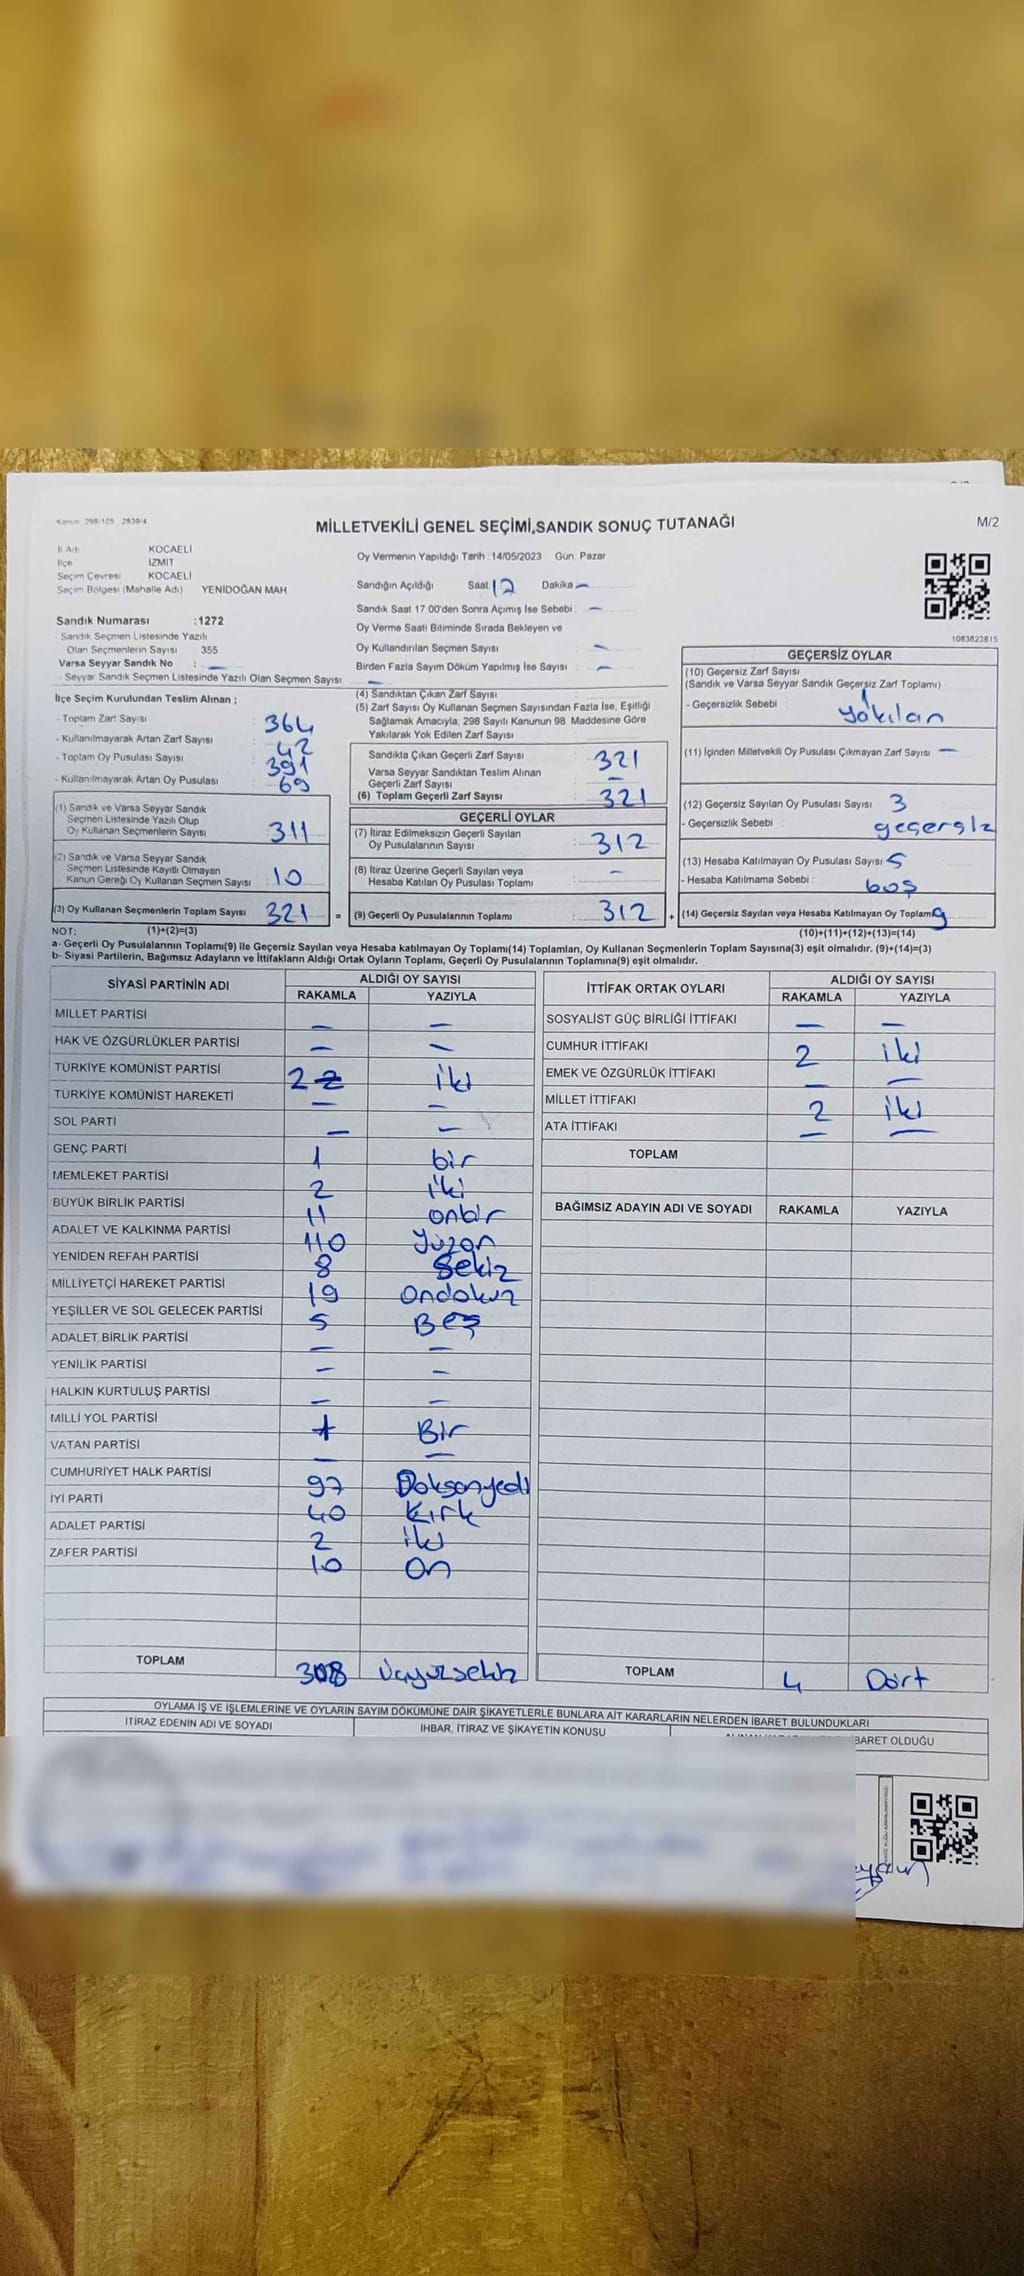 Kanun: 298/105, 2839/4
MİLLETVEKİLİ GENEL SEÇİMİ,SANDIK SONUÇ TUTANAĞI
M/2
İl Adı KOCAELİ
İlçe İZMİT
Seçim Çevresi KOCAELİ
Seçim Bölgesi (Mahalle Adı) YENİDOĞAN MAH
Oy Vermenin Yapıldığı Tarih : 14/05/2023 Gün: Pazar
Sandığın Açıldığı Saat 12 Dakika —
Sandık Saat 17.00'den Sonra Açımış İse Sebebi : —
Oy Verme Saati Bitiminde Sırada Bekleyen ve
Oy Kullandırılan Seçmen Sayısı —
Birden Fazla Sayım Döküm Yapılmış İse Sayısı : —
1083823815
Sandık Numarası :1272
- Sandık Seçmen Listesinde Yazılı
Olan Seçmenlerin Sayısı 355
Varsa Seyyar Sandık No : —
- Seyyar Sandık Seçmen Listesinde Yazılı Olan Seçmen Sayısı : —
İlçe Seçim Kurulundan Teslim Alınan ;
- Toplam Zarf Sayısı : 364
- Kullanılmayarak Artan Zarf Sayısı : 42
- Toplam Oy Pusulası Sayısı : 391
- Kullanılmayarak Artan Oy Pusulası : 69
(1) Sandık ve Varsa Seyyar Sandık
Seçmen Listesinde Yazılı Olup
Oy Kullanan Seçmenlerin Sayısı : 311
(2) Sandık ve Varsa Seyyar Sandık
Seçmen Listesinde Kayıtlı Olmayan
Kanun Gereği Oy Kullanan Seçmen Sayısı : 10
(3) Oy Kullanan Seçmenlerin Toplam Sayısı 321 =
(4) Sandıktan Çıkan Zarf Sayısı :
(5) Zarf Sayısı Oy Kullanan Seçmen Sayısından Fazla İse, Eşitliği
Sağlamak Amacıyla; 298 Sayılı Kanunun 98. Maddesine Göre
Yakılarak Yok Edilen Zarf Sayısı
Sandıkta Çıkan Geçerli Zarf Sayısı : 321
Varsa Seyyar Sandıktan Teslim Alınan
Geçerli Zarf Sayısı —
(6) Toplam Geçerli Zarf Sayısı : 321
GEÇERLİ OYLAR
(7) İtiraz Edilmeksizin Geçerli Sayılan
Oy Pusulalarının Sayısı : 312
(8) İtiraz Üzerine Geçerli Sayılan veya
Hesaba Katılan Oy Pusulası Toplamı : —
(9) Geçerli Oy Pusulalarının Toplamı : 312 +
GEÇERSİZ OYLAR
(10) Geçersiz Zarf Sayısı
(Sandık ve Varsa Seyyar Sandık Geçersiz Zarf Toplamı) : 1
- Geçersizlik Sebebi : yakılan
(11) İçinden Milletvekili Oy Pusulası Çıkmayan Zarf Sayısı —
(12) Geçersiz Sayılan Oy Pusulası Sayısı : 3
- Geçersizlik Sebebi : geçersiz
(13) Hesaba Katılmayan Oy Pusulası Sayısı : 5
- Hesaba Katılmama Sebebi : boş
(14) Geçersiz Sayılan veya Hesaba Katılmayan Oy Toplamı 9
NOT: (1)+(2)=(3)
(10)+(11)+(12)+(13)=(14)
a- Geçerli Oy Pusulalarının Toplamı(9) ile Geçersiz Sayılan veya Hesaba katılmayan Oy Toplamı(14) Toplamları, Oy Kullanan Seçmenlerin Toplam Sayısına(3) eşit olmalıdır. (9)+(14)=(3)
b- Siyasi Partilerin, Bağımsız Adayların ve İttifakların Aldığı Ortak Oyların Toplamı, Geçerli Oy Pusulalarının Toplamına(9) eşit olmalıdır.
SİYASİ PARTİNİN ADI ALDIĞI OY SAYISI
RAKAMLA YAZIYLA
MİLLET PARTİSİ — —
HAK VE ÖZGÜRLÜKLER PARTİSİ — —
TÜRKİYE KOMÜNİST PARTİSİ 2 2 iki
TÜRKİYE KOMÜNİST HAREKETİ — —
SOL PARTİ — —
GENÇ PARTİ 1 bir
MEMLEKET PARTİSİ 2 iki
BÜYÜK BİRLİK PARTİSİ 11 onbir
ADALET VE KALKINMA PARTİSİ 110 Yüzon
YENİDEN REFAH PARTİSİ 8 Sekiz
MİLLİYETÇİ HAREKET PARTİSİ 19 Ondokuz
YEŞİLLER VE SOL GELECEK PARTİSİ 5 Beş
ADALET BİRLİK PARTİSİ — —
YENİLİK PARTİSİ — —
HALKIN KURTULUŞ PARTİSİ — —
MİLLİ YOL PARTİSİ 1 Bir
VATAN PARTİSİ — —
CUMHURİYET HALK PARTİSİ 97 Doksanyedi
İYİ PARTİ 40 Kırk
ADALET PARTİSİ 2 iki
ZAFER PARTİSİ 10 On
TOPLAM 308 Üçyüzsekiz
İTTİFAK ORTAK OYLARI ALDIĞI OY SAYISI
RAKAMLA YAZIYLA
SOSYALİST GÜÇ BİRLİĞİ İTTİFAKI — —
CUMHUR İTTİFAKI 2 iki
EMEK VE ÖZGÜRLÜK İTTİFAKI — —
MİLLET İTTİFAKI 2 iki
ATA İTTİFAKI — —
TOPLAM
BAĞIMSIZ ADAYIN ADI VE SOYADI RAKAMLA YAZIYLA
TOPLAM 4 Dört
OYLAMA İŞ VE İŞLEMLERİNE VE OYLARIN SAYIM DÖKÜMÜNE DAİR ŞİKAYETLERLE BUNLARA AİT KARARLARIN NELERDEN İBARET BULUNDUKLARI
İTİRAZ EDENİN ADI VE SOYADI İHBAR, İTİRAZ VE ŞİKAYETİN KONUSU BARET OLDUĞU